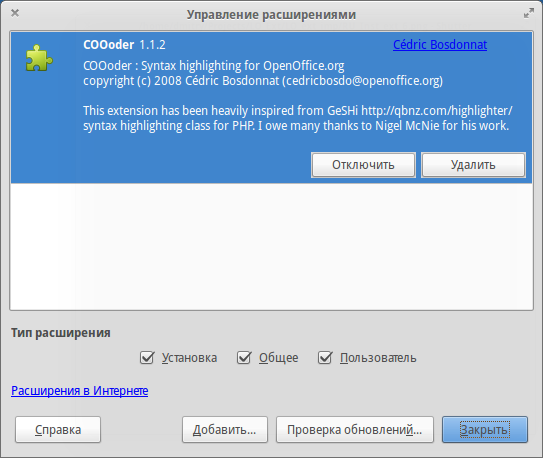 Управление расширениями
COOoder 1.1.2 Cédric Bosdonnat
COOoder : Syntax highlighting for OpenOffice.org
copyright (c) 2008 Cédric Bosdonnat (cedricbosdo@openoffice.org)
This extension has been heavily inspired from GeSHi http://qbnz.com/highlighter/
syntax highlighting class for PHP. I owe many thanks to Nigel McNie for his work.
Отключить Удалить
Тип расширения
Установка Общее Пользователь
Расширения в Интернете
Справка Добавить... Проверка обновлений... Закрыть